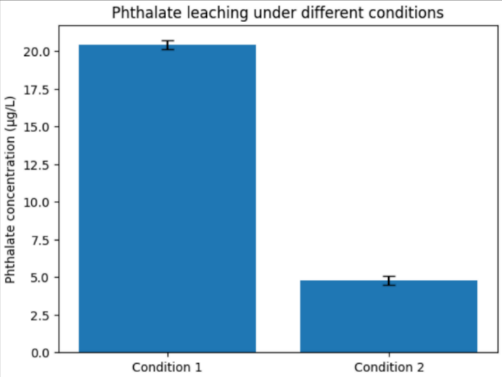 Phthalate leaching under different conditions
Phthalate concentration (µg/L)
20.0
17.5
15.0
12.5
10.0
7.5
5.0
2.5
0.0
Condition 1
Condition 2